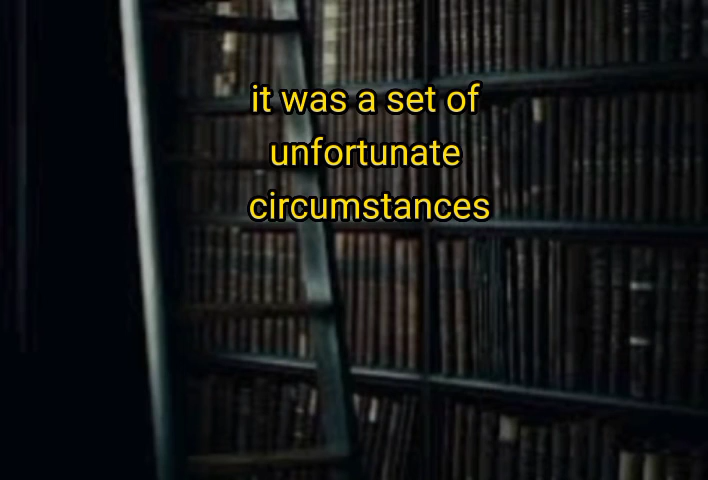 it was a set of
unfortunate
circumstances